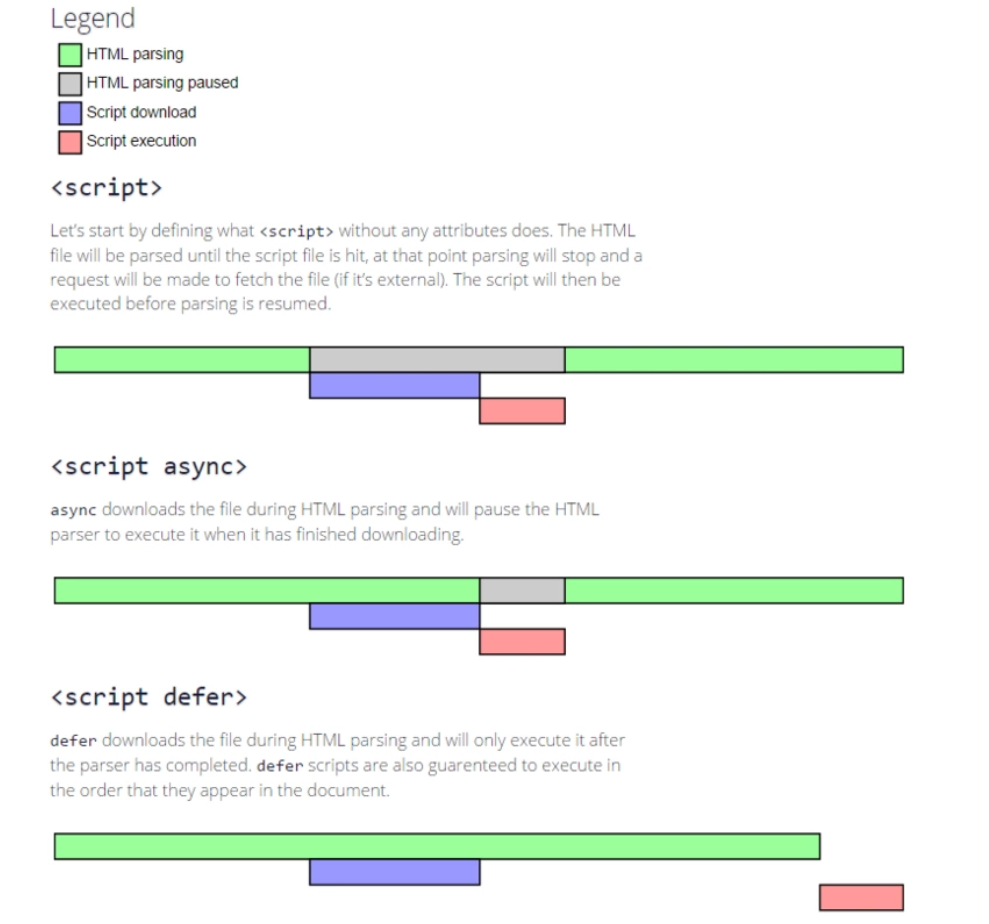 Legend
HTML parsing
HTML parsing paused
Script download
Script execution
<script>
Let's start by defining what <script> without any attributes does. The HTML
file will be parsed until the script file is hit, at that point parsing will stop and a
request will be made to fetch the file (if it's external). The script will then be
executed before parsing is resumed.
<script async>
async downloads the file during HTML parsing and will pause the HTML
parser to execute it when it has finished downloading.
<script defer>
defer downloads the file during HTML parsing and will only execute it after
the parser has completed. defer scripts are also guarenteed to execute in
the order that they appear in the document.